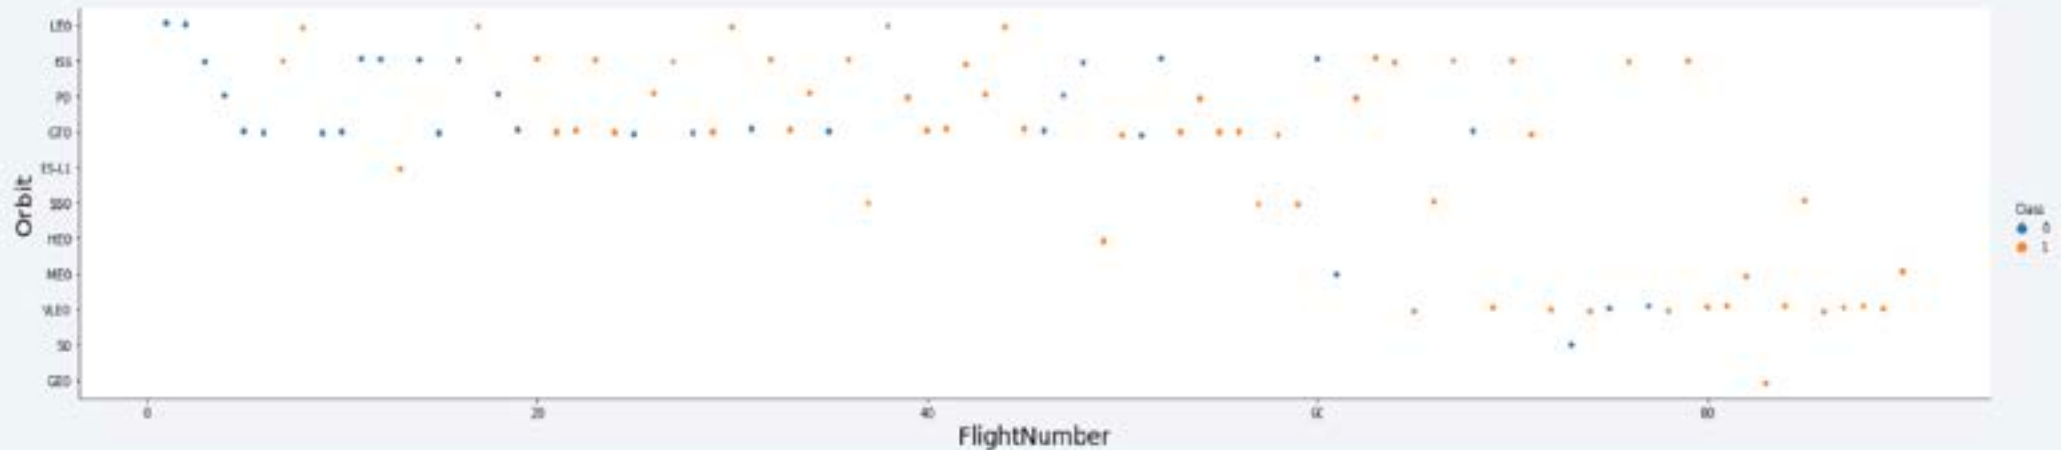 LEO
ISS
PO
GTO
ES-L1
SSO
HEO
MEO
VLEO
SO
GEO
Orbit
0 20 40 60 80
FlightNumber
Class
0
1